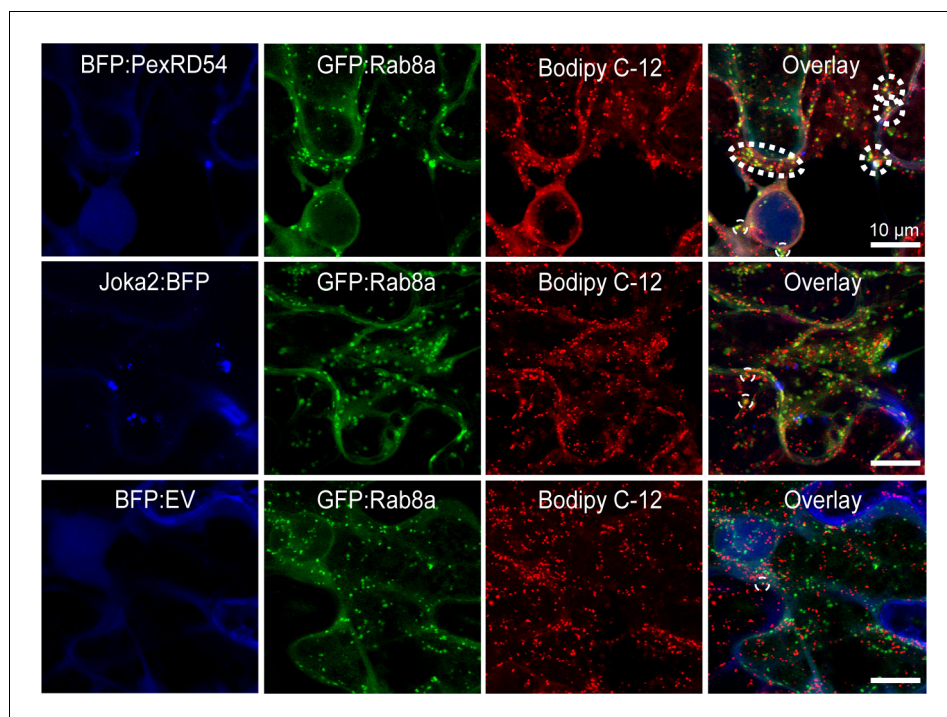 BFP:PexRD54 GFP:Rab8a Bodipy C-12 Overlay
10 µm
Joka2:BFP GFP:Rab8a Bodipy C-12 Overlay
BFP:EV GFP:Rab8a Bodipy C-12 Overlay